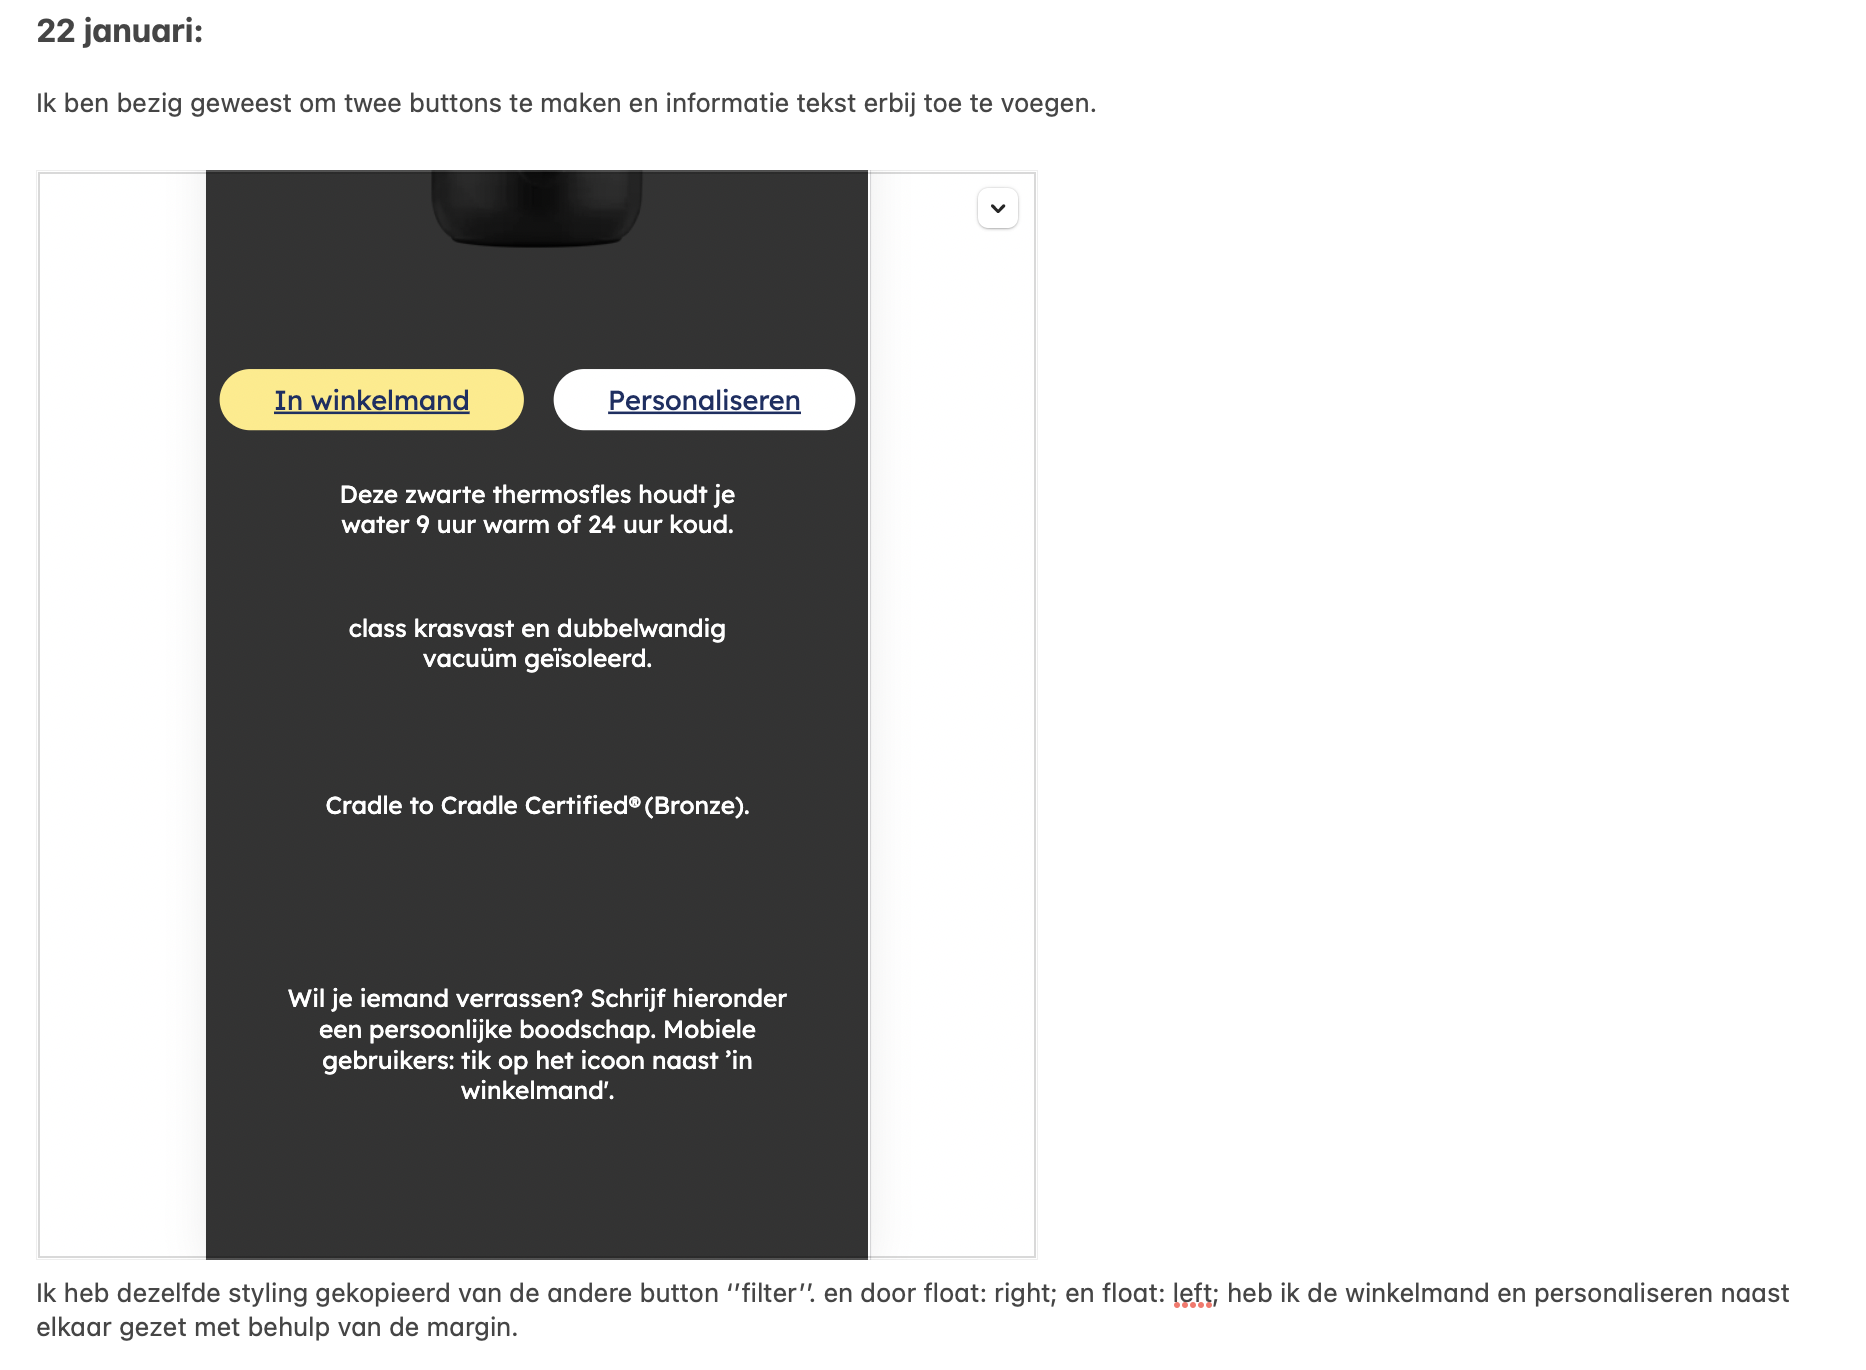 22 januari:
Ik ben bezig geweest om twee buttons te maken en informatie tekst erbij toe te voegen.
In winkelmand
Personaliseren
Deze zwarte thermosfles houdt je
water 9 uur warm of 24 uur koud.
class krasvast en dubbelwandig
vacuüm geïsoleerd.
Cradle to Cradle Certified® (Bronze).
Wil je iemand verrassen? Schrijf hieronder
een persoonlijke boodschap. Mobiele
gebruikers: tik op het icoon naast ’in
winkelmand'.
Ik heb dezelfde styling gekopieerd van de andere button ‘’filter’’. en door float: right; en float: left; heb ik de winkelmand en personaliseren naast
elkaar gezet met behulp van de margin.